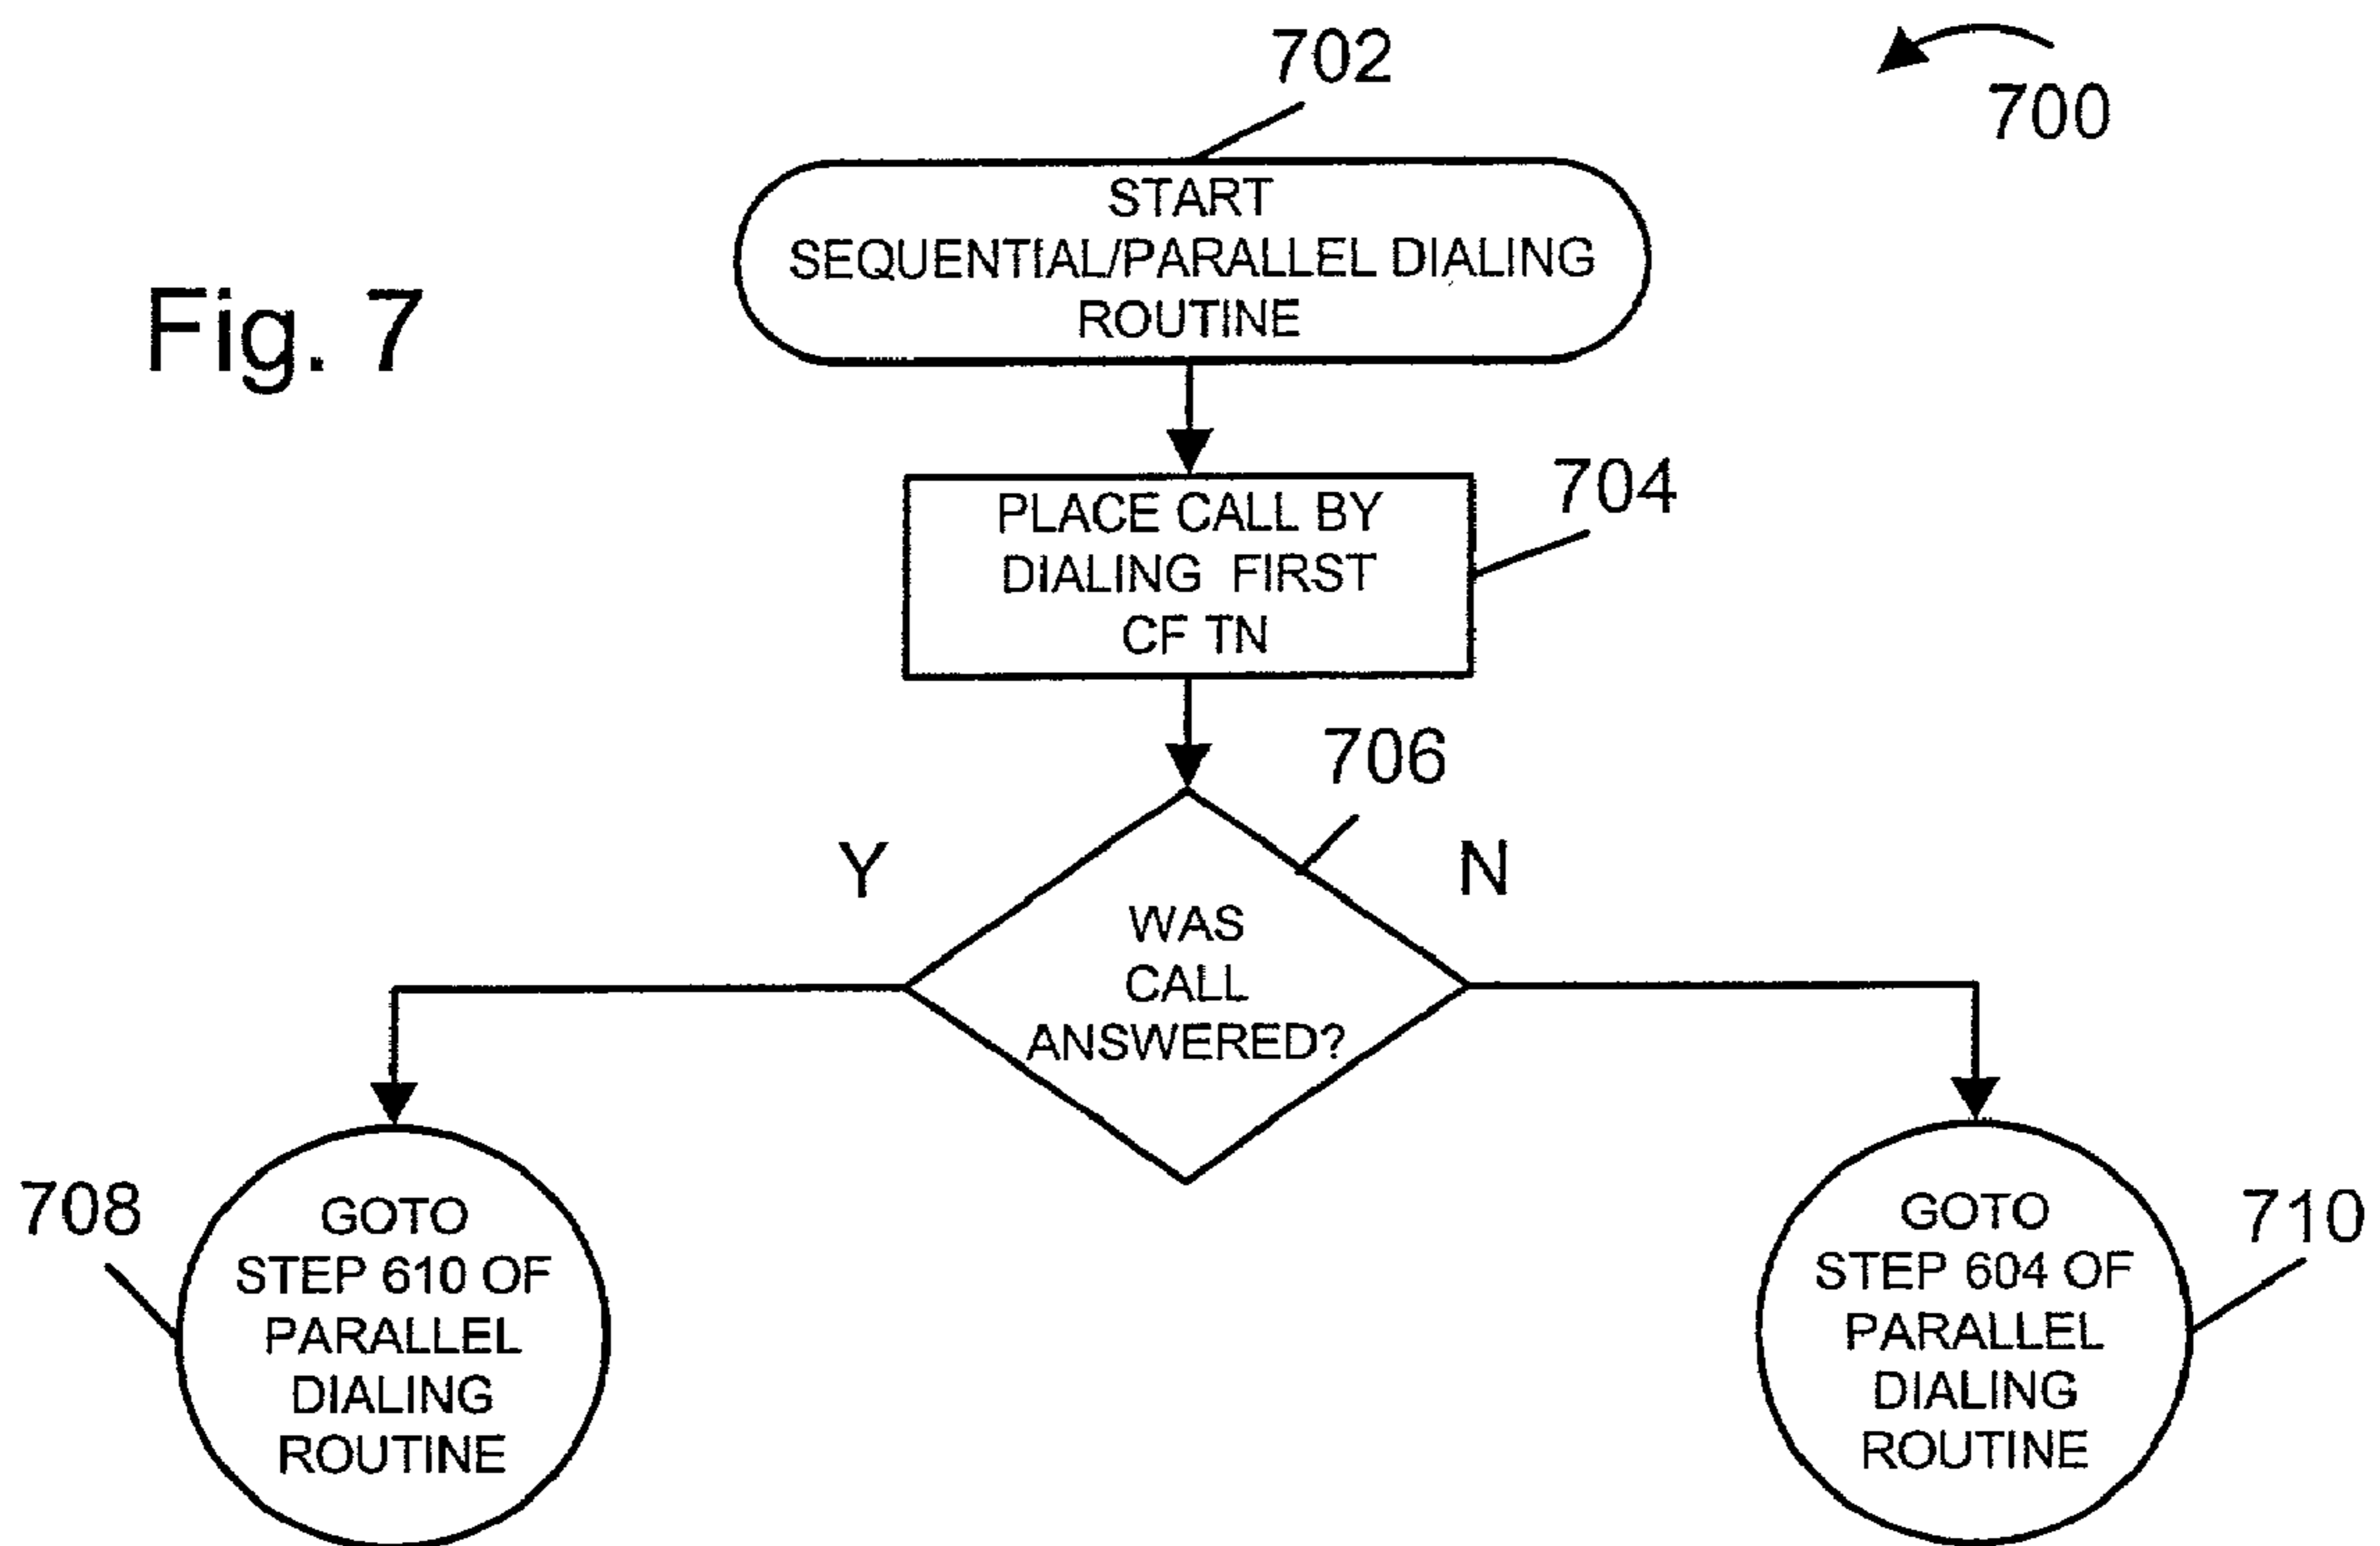 702
700
START
SEQUENTIAL/PARALLEL DIALING
ROUTINE
Fig. 7
704
PLACE CALL BY
DIALING FIRST
CF TN
706
Y
N
WAS
CALL
ANSWERED?
708
GOTO
STEP 610 OF
PARALLEL
DIALING
ROUTINE
710
GOTO
STEP 604 OF
PARALLEL
DIALING
ROUTINE